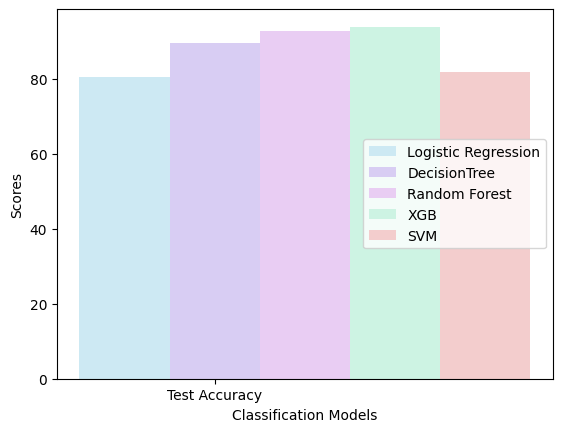 Scores
80
60
40
20
0
Logistic Regression
DecisionTree
Random Forest
XGB
SVM
Test Accuracy
Classification Models